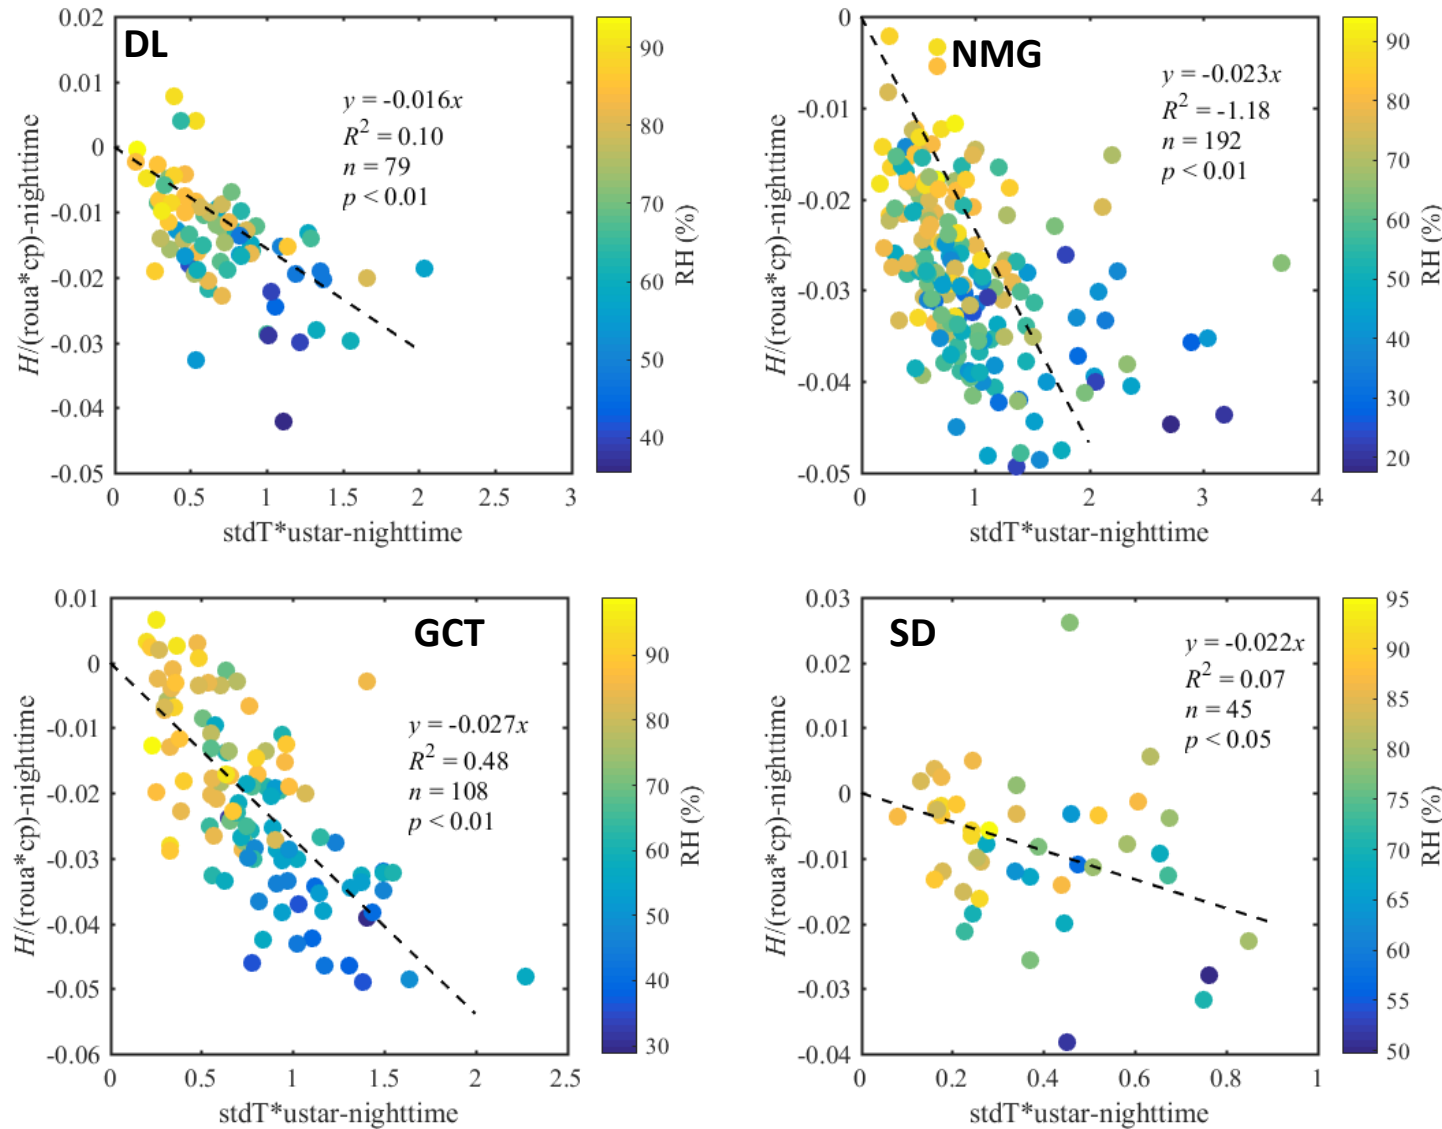 DL
y = -0.016x
R² = 0.10
n = 79
p < 0.01
0.02
0.01
0
-0.01
-0.02
-0.03
-0.04
-0.05
H/(roua*cp)-nighttime
0 0.5 1 1.5 2 2.5 3
stdT*ustar-nighttime
90
80
70
60
50
40
RH (%)
NMG
y = -0.023x
R² = -1.18
n = 192
p < 0.01
0
-0.01
-0.02
-0.03
-0.04
-0.05
H/(roua*cp)-nighttime
0 1 2 3 4
stdT*ustar-nighttime
90
80
70
60
50
40
30
20
RH (%)
GCT
y = -0.027x
R² = 0.48
n = 108
p < 0.01
0.01
0
-0.01
-0.02
-0.03
-0.04
-0.05
-0.06
H/(roua*cp)-nighttime
0 0.5 1 1.5 2 2.5
stdT*ustar-nighttime
90
80
70
60
50
40
30
RH (%)
SD
y = -0.022x
R² = 0.07
n = 45
p < 0.05
0.03
0.02
0.01
0
-0.01
-0.02
-0.03
-0.04
H/(roua*cp)-nighttime
0 0.2 0.4 0.6 0.8 1
stdT*ustar-nighttime
95
90
85
80
75
70
65
60
55
50
RH (%)